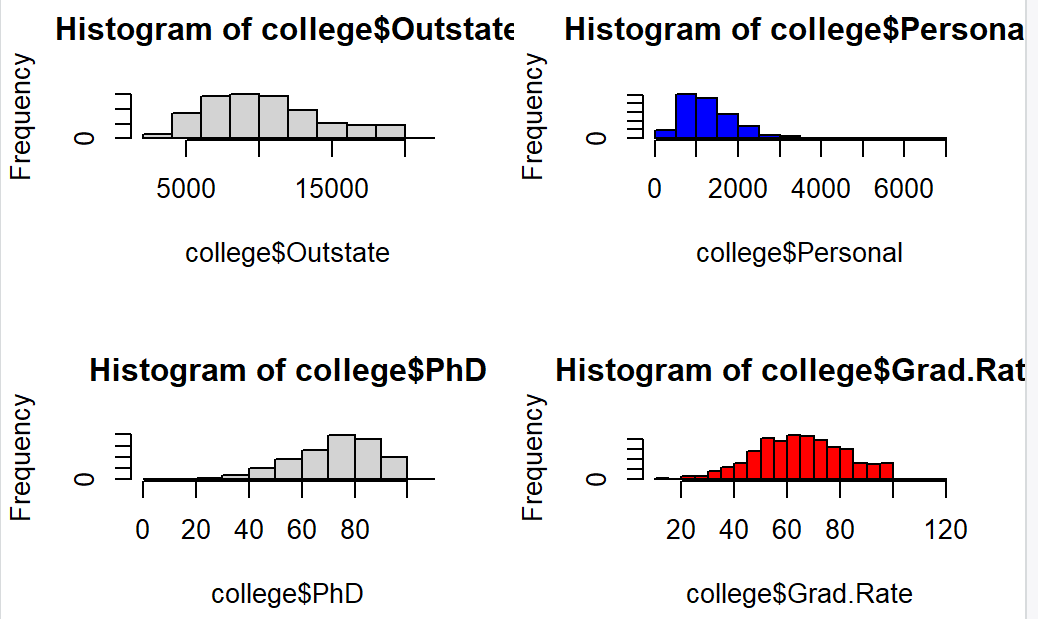 Histogram of college$Outstate
Frequency
0
5000 15000
college$Outstate
Histogram of college$Persona
Frequency
0
0 2000 4000 6000
college$Personal
Histogram of college$PhD
Frequency
0
0 20 40 60 80
college$PhD
Histogram of college$Grad.Rat
Frequency
0
20 40 60 80 120
college$Grad.Rate